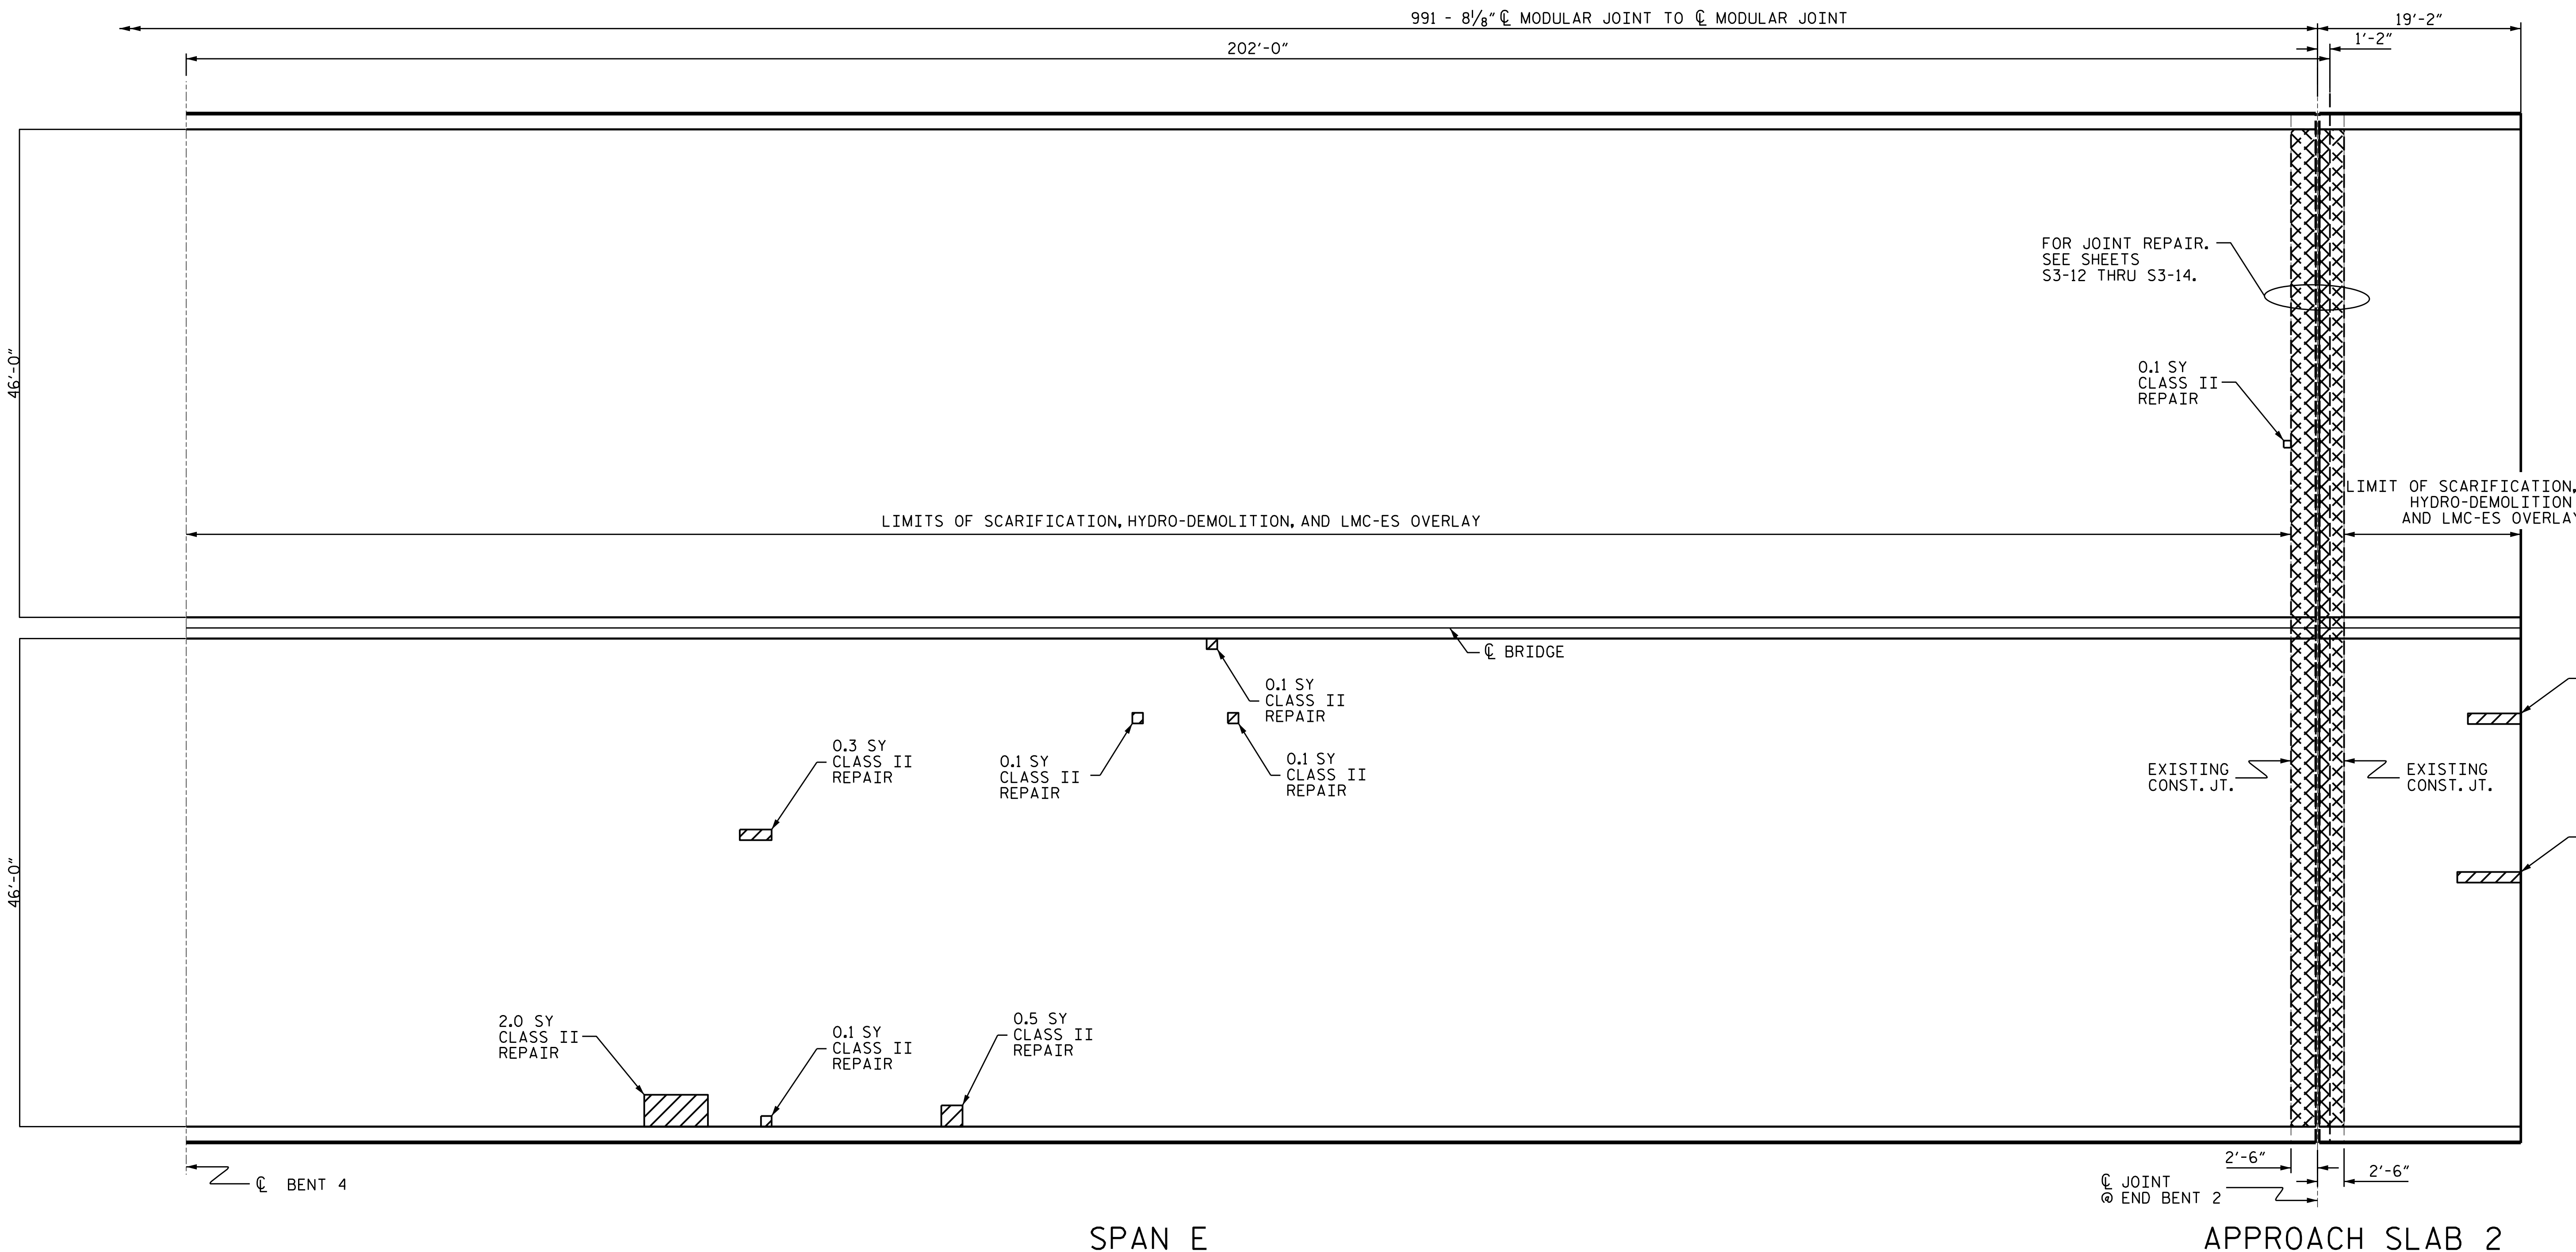 991 - 8 1/8" ℄ MODULAR JOINT TO ℄ MODULAR JOINT
19'-2"
1'-2"
202'-0"
46'-0"
FOR JOINT REPAIR.
SEE SHEETS
S3-12 THRU S3-14.
0.1 SY
CLASS II
REPAIR
LIMITS OF SCARIFICATION, HYDRO-DEMOLITION, AND LMC-ES OVERLAY
LIMIT OF SCARIFICATION,
HYDRO-DEMOLITION
AND LMC-ES OVERLAY
℄ BRIDGE
0.1 SY
CLASS II
REPAIR
0.1 SY
CLASS II
REPAIR
0.1 SY
CLASS II
REPAIR
0.3 SY
CLASS II
REPAIR
EXISTING
CONST. JT.
EXISTING
CONST. JT.
46'-0"
2.0 SY
CLASS II
REPAIR
0.1 SY
CLASS II
REPAIR
0.5 SY
CLASS II
REPAIR
2'-6"
2'-6"
℄ BENT 4
℄ JOINT
@ END BENT 2
SPAN E
APPROACH SLAB 2